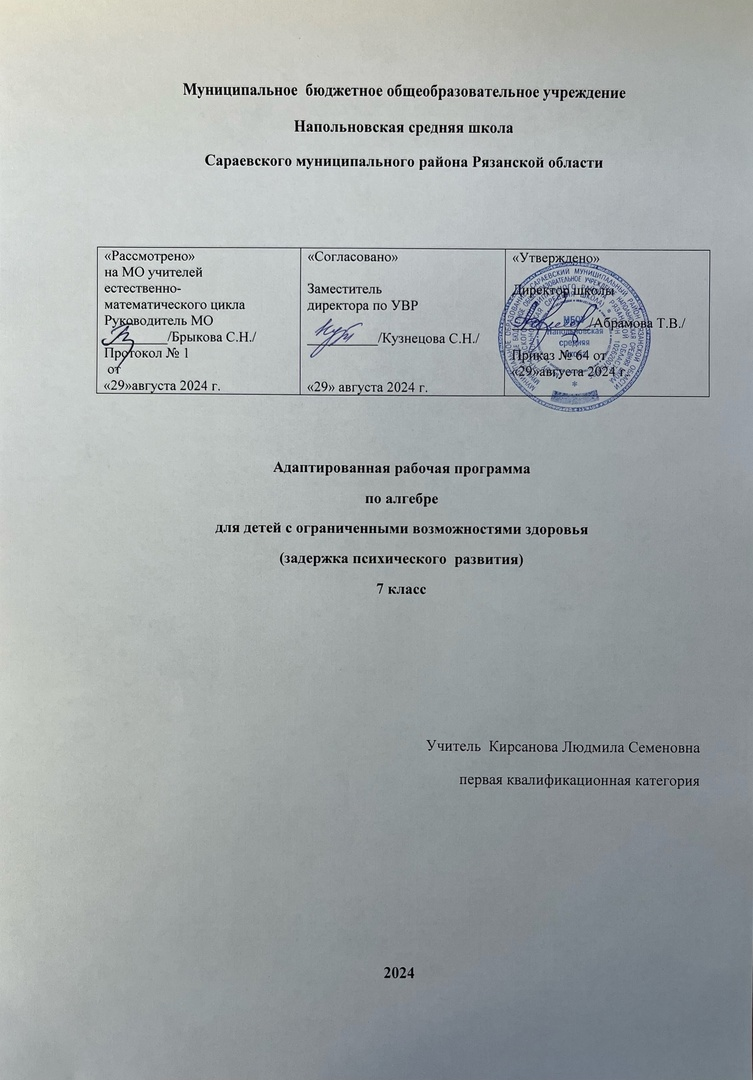 Муниципальное бюджетное общеобразовательное учреждение
Напольновская средняя школа
Сараевского муниципального района Рязанской области
«Рассмотрено»
на МО учителей
естественно-
математического цикла
Руководитель МО
/Брыкова С.Н./
Протокол № 1
от
«29»августа 2024 г.
«Согласовано»
Заместитель
директора по УВР
/Кузнецова С.Н./
«29» августа 2024 г.
«Утверждено»
Директор школы
/Абрамова Т.В./
Приказ № 64 от
«29»августа 2024 г.
МБОУ
Напольновская
средняя
Адаптированная рабочая программа
по алгебре
для детей с ограниченными возможностями здоровья
(задержка психического развития)
7 класс
Учитель Кирсанова Людмила Семеновна
первая квалификационная категория
2024